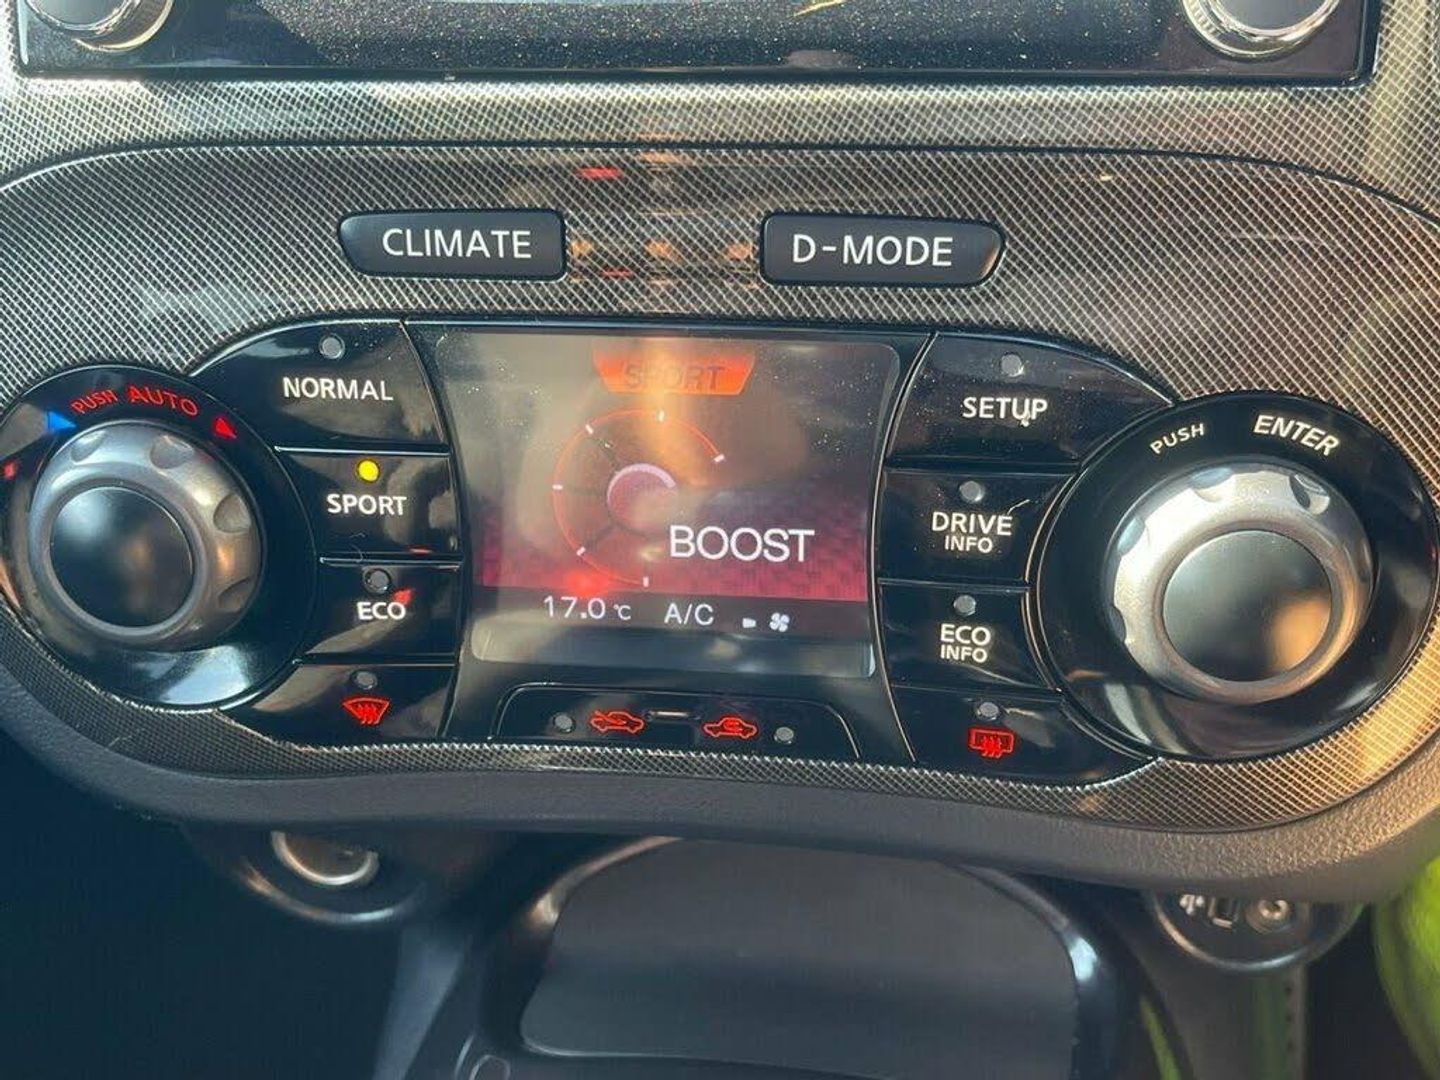 CLIMATE
D-MODE
PUSH AUTO
NORMAL
SPORT
SETUP
PUSH ENTER
SPORT
DRIVE
INFO
BOOST
ECO
17.0 °C A/C
ECO
INFO